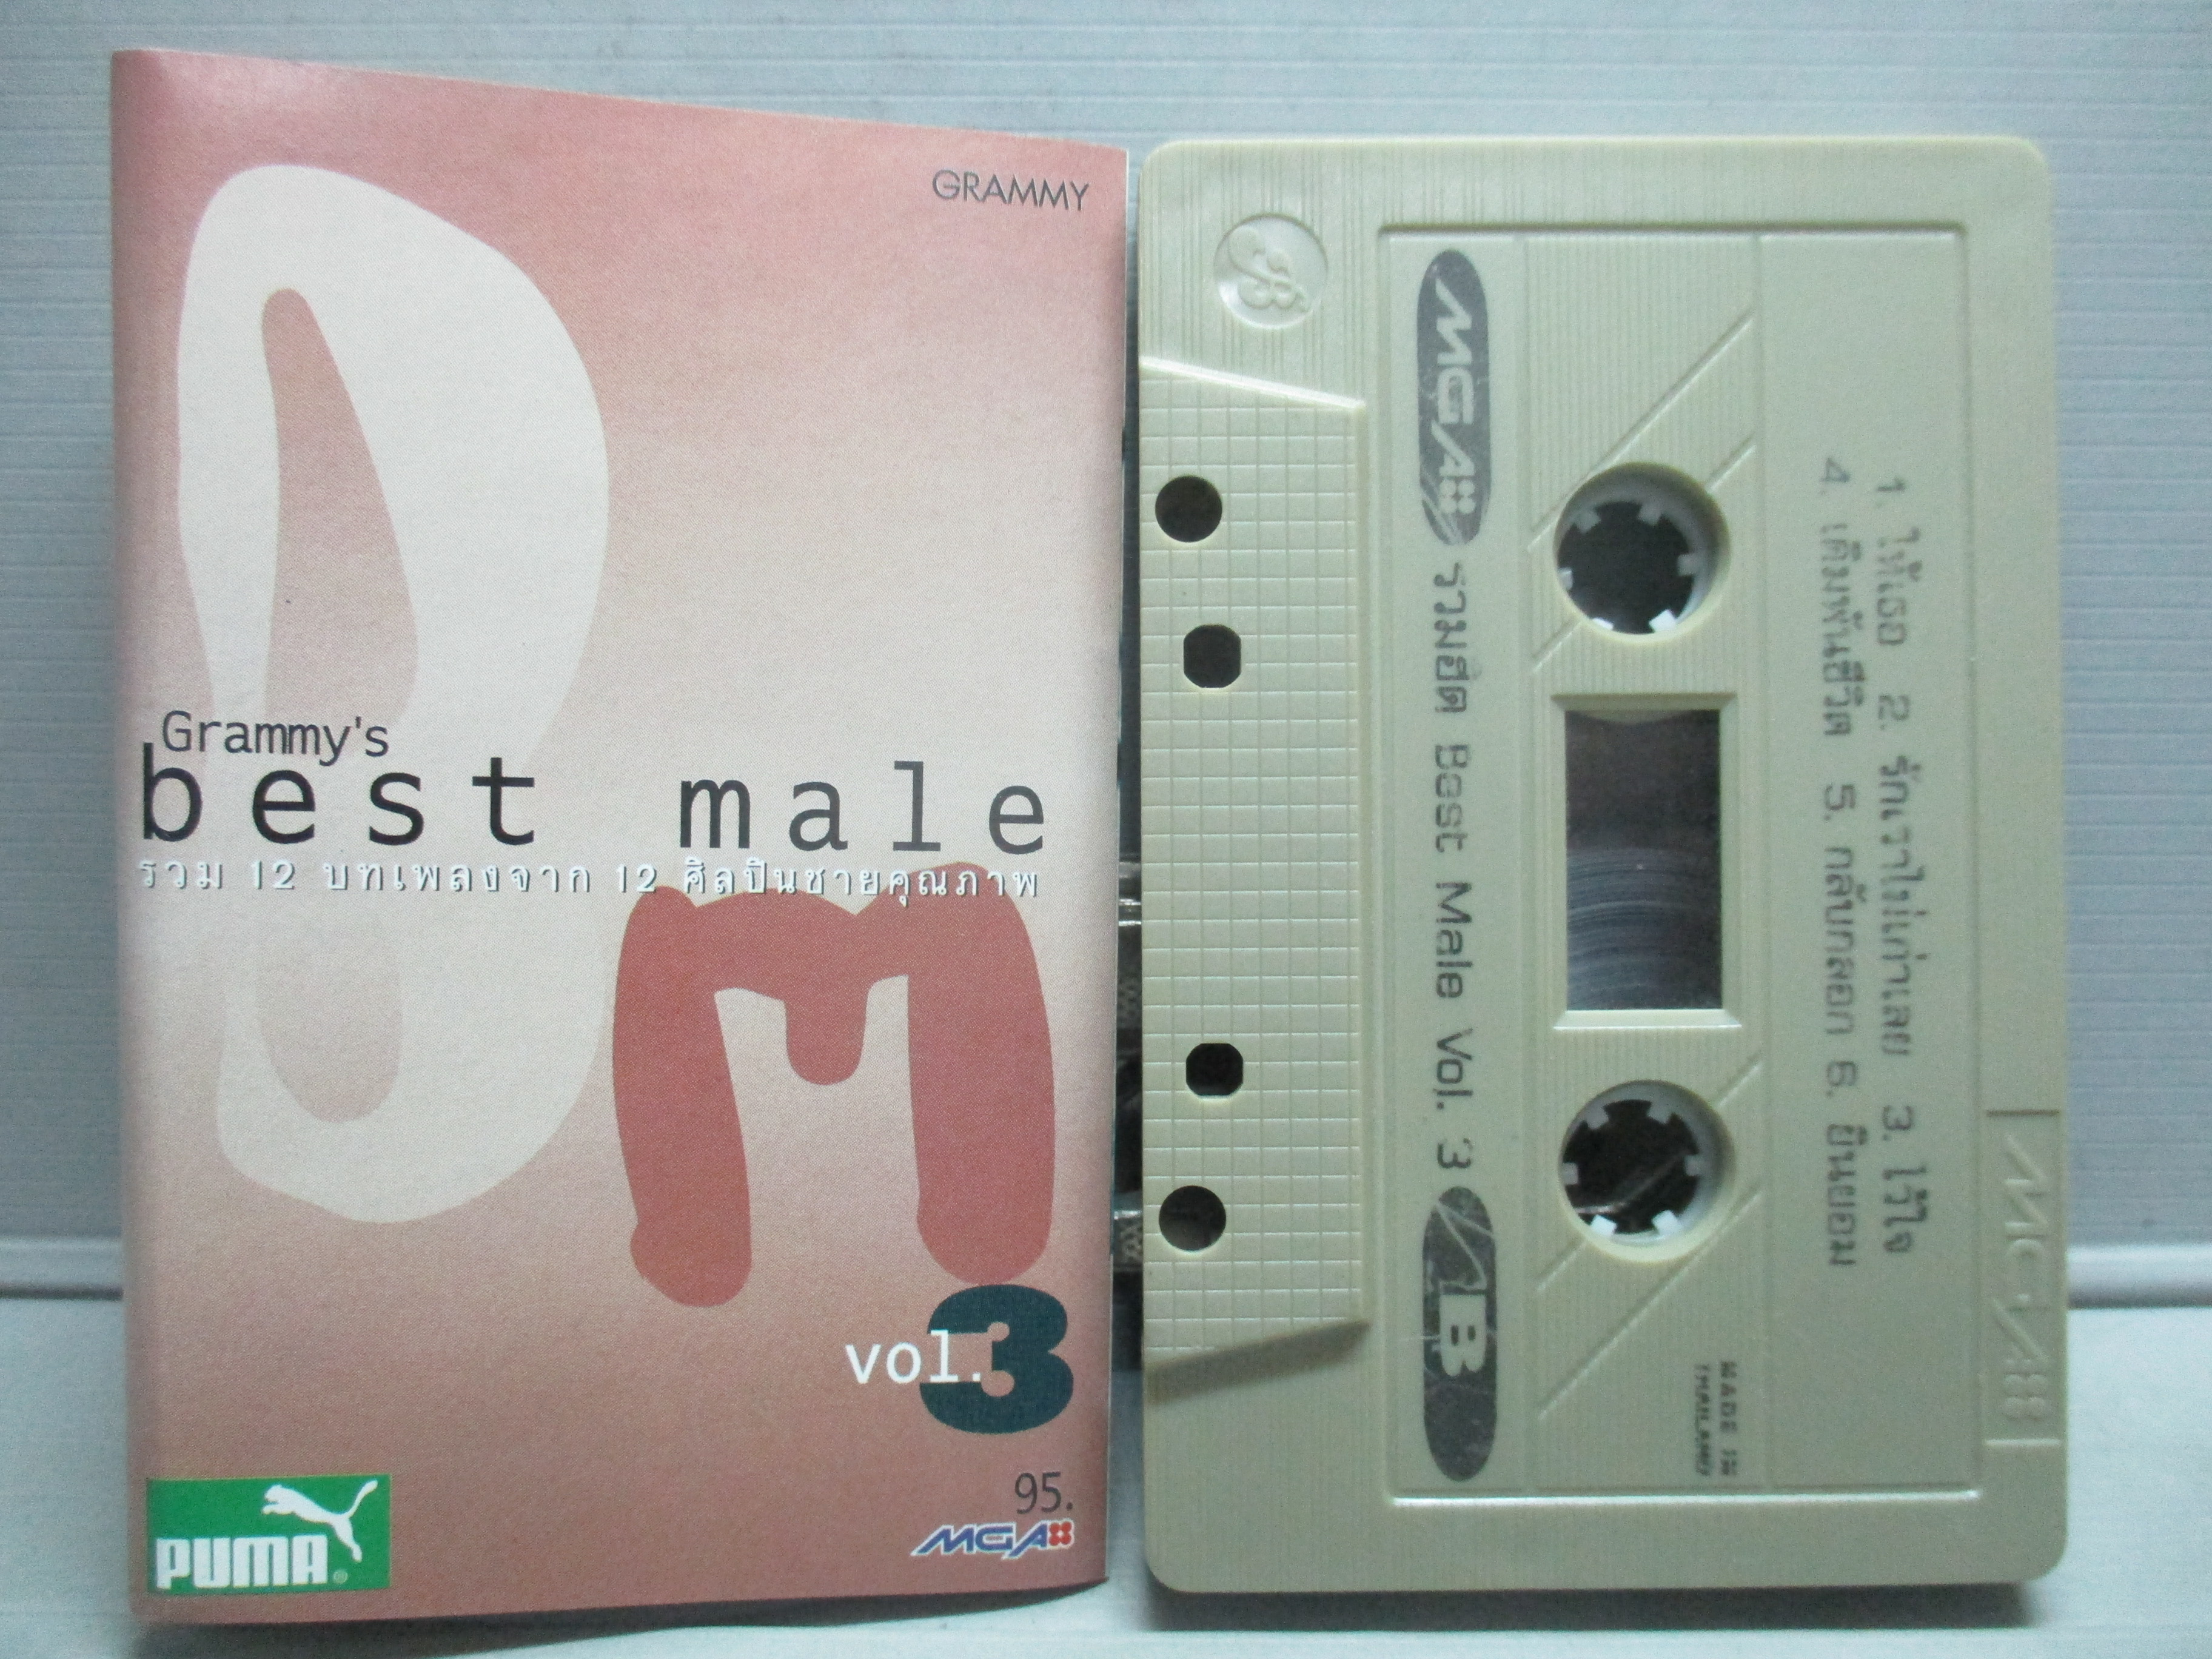 GRAMMY
Grammy's
best male
รวม 12 บทเพลงจาก 12 ศิลปินชายคุณภาพ
vol.3
95.
MGA
PUMA®
MGA รวมฮิต Best Male Vol. 3 B
1. ให้เธอ 2. รักเราไม่เก่าเลย 3. ไว้ใจ
4. เดิมพันชีวิต 5. กลับกลอก 6. ยินยอม
MADE IN
THAILAND
MGA